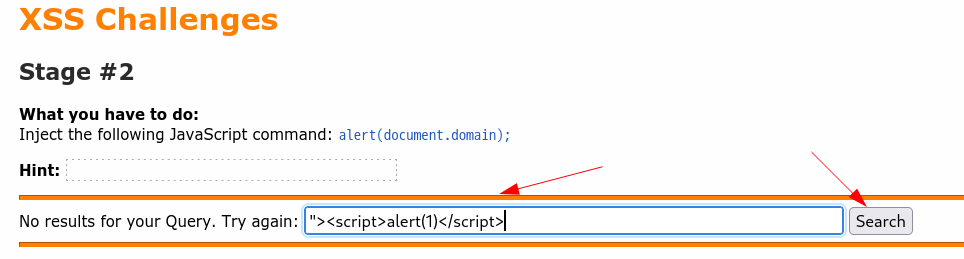 XSS Challenges
Stage #2
What you have to do:
Inject the following JavaScript command: alert(document.domain);
Hint:
No results for your Query. Try again: "><script>alert(1)</script> Search